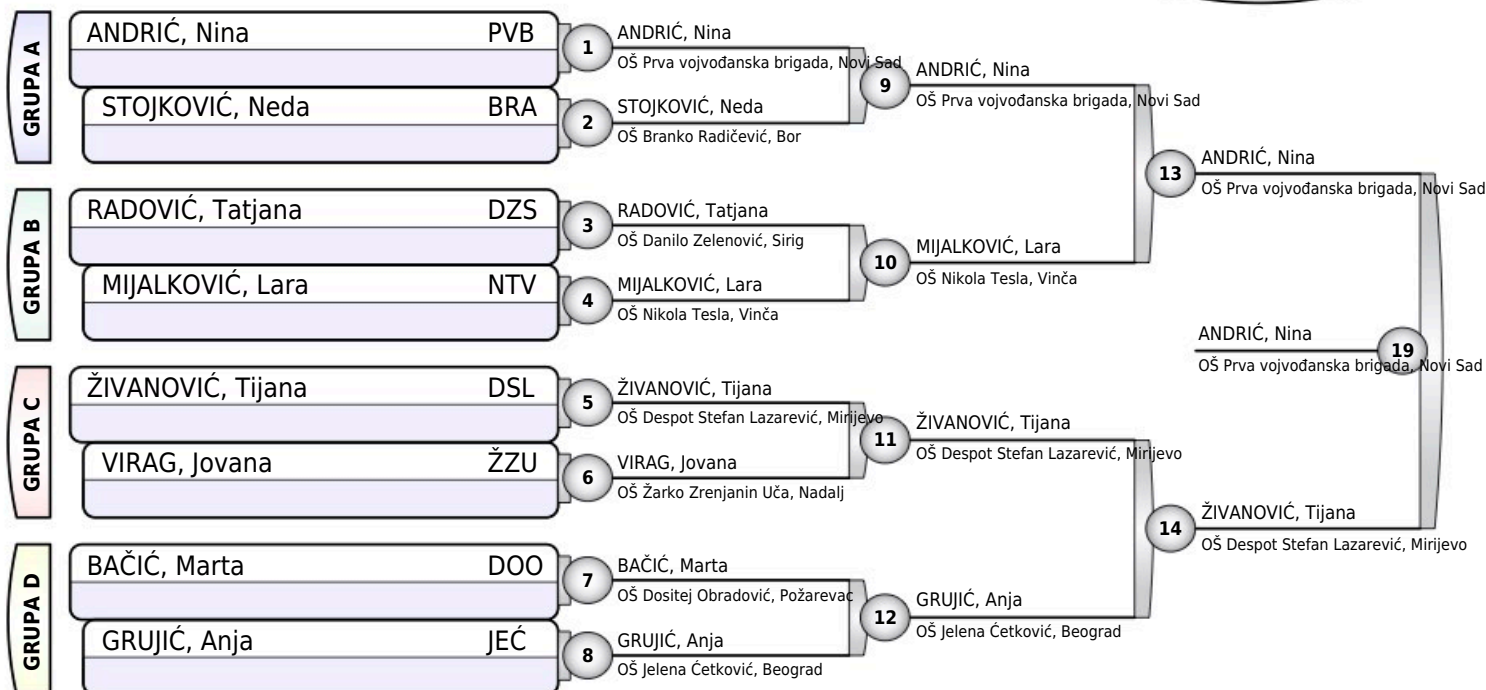 GRUPA A
ANDRIĆ, Nina PVB
STOJKOVIĆ, Neda BRA
GRUPA B
RADOVIĆ, Tatjana DZS
MIJALKOVIĆ, Lara NTV
GRUPA C
ŽIVANOVIĆ, Tijana DSL
VIRAG, Jovana ŽZU
GRUPA D
BAČIĆ, Marta DOO
GRUJIĆ, Anja JEĆ
1
ANDRIĆ, Nina
OŠ Prva vojvođanska brigada, Novi Sad
2
STOJKOVIĆ, Neda
OŠ Branko Radičević, Bor
3
RADOVIĆ, Tatjana
OŠ Danilo Zelenović, Sirig
4
MIJALKOVIĆ, Lara
OŠ Nikola Tesla, Vinča
5
ŽIVANOVIĆ, Tijana
OŠ Despot Stefan Lazarević, Mirijevo
6
VIRAG, Jovana
OŠ Žarko Zrenjanin Uča, Nadalj
7
BAČIĆ, Marta
OŠ Dositej Obradović, Požarevac
8
GRUJIĆ, Anja
OŠ Jelena Ćetković, Beograd
9
ANDRIĆ, Nina
OŠ Prva vojvođanska brigada, Novi Sad
10
MIJALKOVIĆ, Lara
OŠ Nikola Tesla, Vinča
11
ŽIVANOVIĆ, Tijana
OŠ Despot Stefan Lazarević, Mirijevo
12
GRUJIĆ, Anja
OŠ Jelena Ćetković, Beograd
13
ANDRIĆ, Nina
OŠ Prva vojvođanska brigada, Novi Sad
14
ŽIVANOVIĆ, Tijana
OŠ Despot Stefan Lazarević, Mirijevo
19
ANDRIĆ, Nina
OŠ Prva vojvođanska brigada, Novi Sad